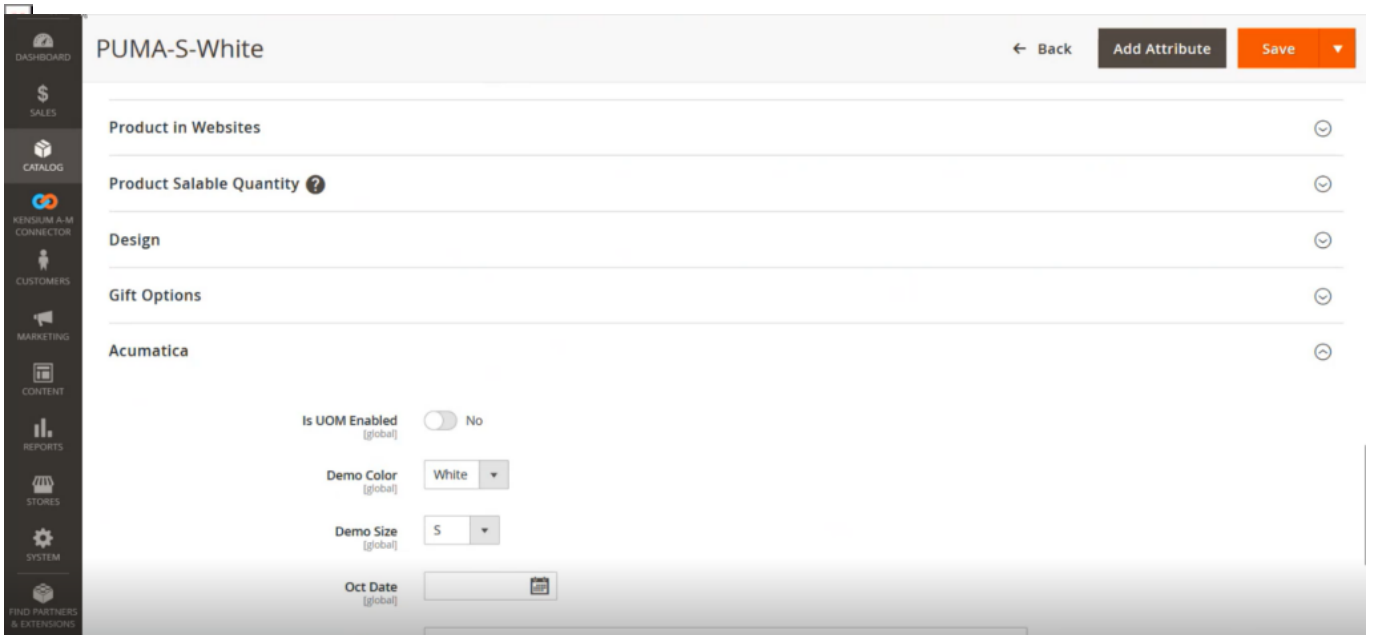 DASHBOARD
SALES
CATALOG
KENSIUM A-M
CONNECTOR
CUSTOMERS
MARKETING
CONTENT
REPORTS
STORES
SYSTEM
FIND PARTNERS
& EXTENSIONS
PUMA-S-White
← Back
Add Attribute
Save
Product in Websites
Product Salable Quantity ?
Design
Gift Options
Acumatica
Is UOM Enabled
[global]
No
Demo Color
[global]
White
Demo Size
[global]
S
Oct Date
[global]